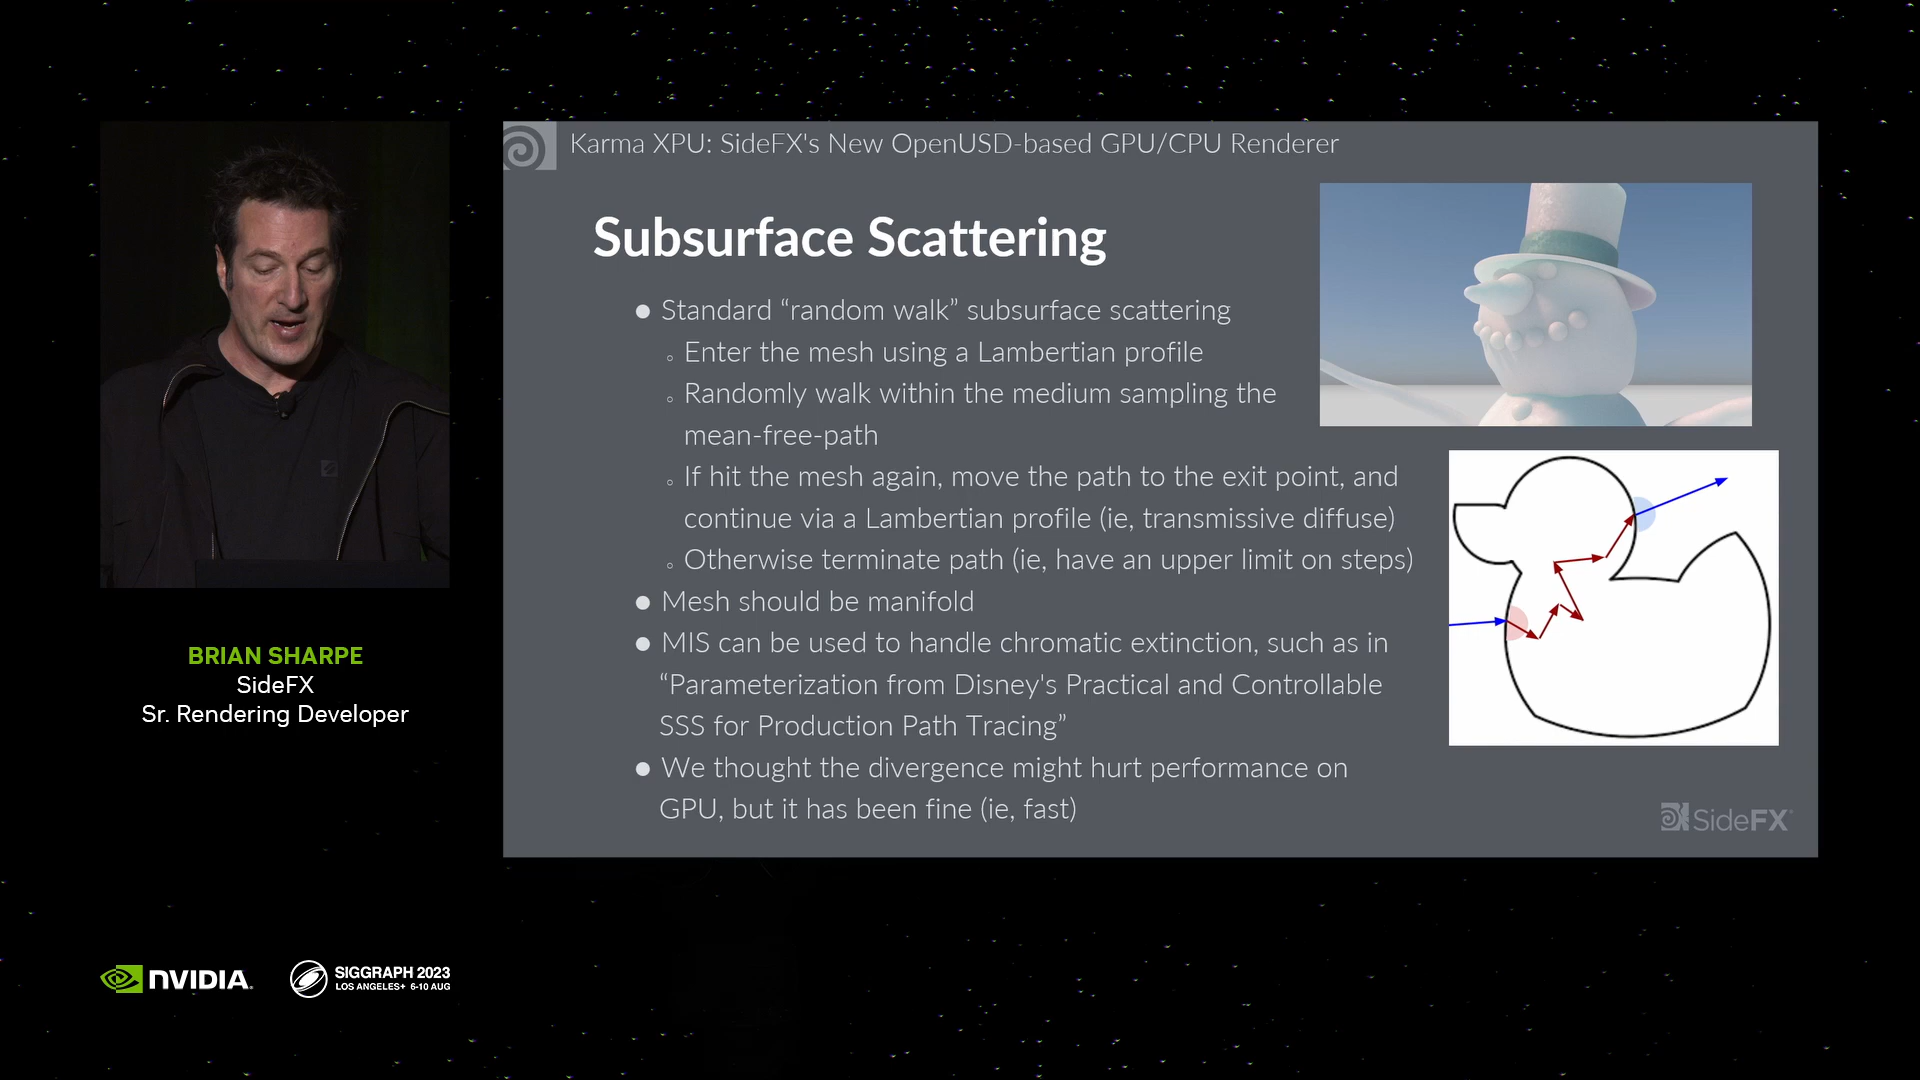 Karma XPU: SideFX's New OpenUSD-based GPU/CPU Renderer
Subsurface Scattering
● Standard “random walk” subsurface scattering
○ Enter the mesh using a Lambertian profile
○ Randomly walk within the medium sampling the
mean-free-path
○ If hit the mesh again, move the path to the exit point, and
continue via a Lambertian profile (ie, transmissive diffuse)
○ Otherwise terminate path (ie, have an upper limit on steps)
● Mesh should be manifold
● MIS can be used to handle chromatic extinction, such as in
“Parameterization from Disney's Practical and Controllable
SSS for Production Path Tracing”
● We thought the divergence might hurt performance on
GPU, but it has been fine (ie, fast)
SideFX
BRIAN SHARPE
SideFX
Sr. Rendering Developer
NVIDIA.
SIGGRAPH 2023
LOS ANGELES+ 6-10 AUG